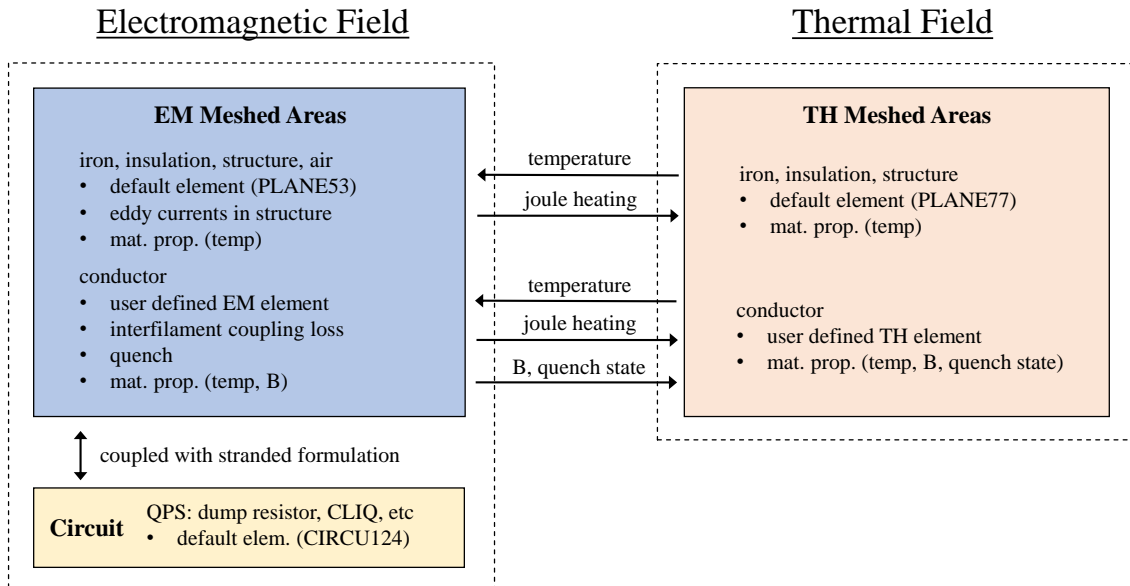 Electromagnetic Field
Thermal Field
EM Meshed Areas
iron, insulation, structure, air
• default element (PLANE53)
• eddy currents in structure
• mat. prop. (temp)
conductor
• user defined EM element
• interfilament coupling loss
• quench
• mat. prop. (temp, B)
temperature
joule heating
temperature
joule heating
B, quench state
TH Meshed Areas
iron, insulation, structure
• default element (PLANE77)
• mat. prop. (temp)
conductor
• user defined TH element
• mat. prop. (temp, B, quench state)
coupled with stranded formulation
Circuit
QPS: dump resistor, CLIQ, etc
• default elem. (CIRCU124)